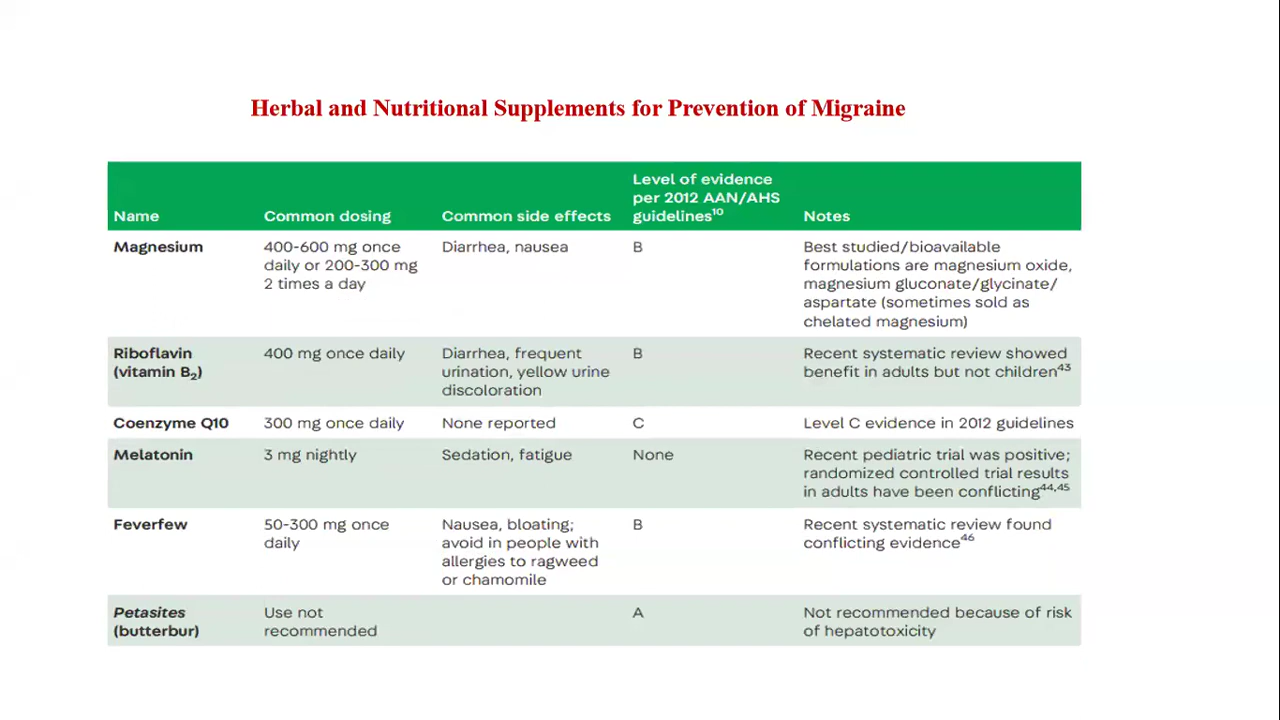 Herbal and Nutritional Supplements for Prevention of Migraine
Name
Common dosing
Common side effects
Level of evidence
per 2012 AAN/AHS
guidelines¹⁰
Notes
Magnesium
400-600 mg once
daily or 200-300 mg
2 times a day
Diarrhea, nausea
B
Best studied/bioavailable
formulations are magnesium oxide,
magnesium gluconate/glycinate/
aspartate (sometimes sold as
chelated magnesium)
Riboflavin
(vitamin B₂)
400 mg once daily
Diarrhea, frequent
urination, yellow urine
discoloration
B
Recent systematic review showed
benefit in adults but not children⁴³
Coenzyme Q10
300 mg once daily
None reported
C
Level C evidence in 2012 guidelines
Melatonin
3 mg nightly
Sedation, fatigue
None
Recent pediatric trial was positive;
randomized controlled trial results
in adults have been conflicting⁴⁴,⁴⁵
Feverfew
50-300 mg once
daily
Nausea, bloating;
avoid in people with
allergies to ragweed
or chamomile
B
Recent systematic review found
conflicting evidence⁴⁶
Petasites
(butterbur)
Use not
recommended
A
Not recommended because of risk
of hepatotoxicity